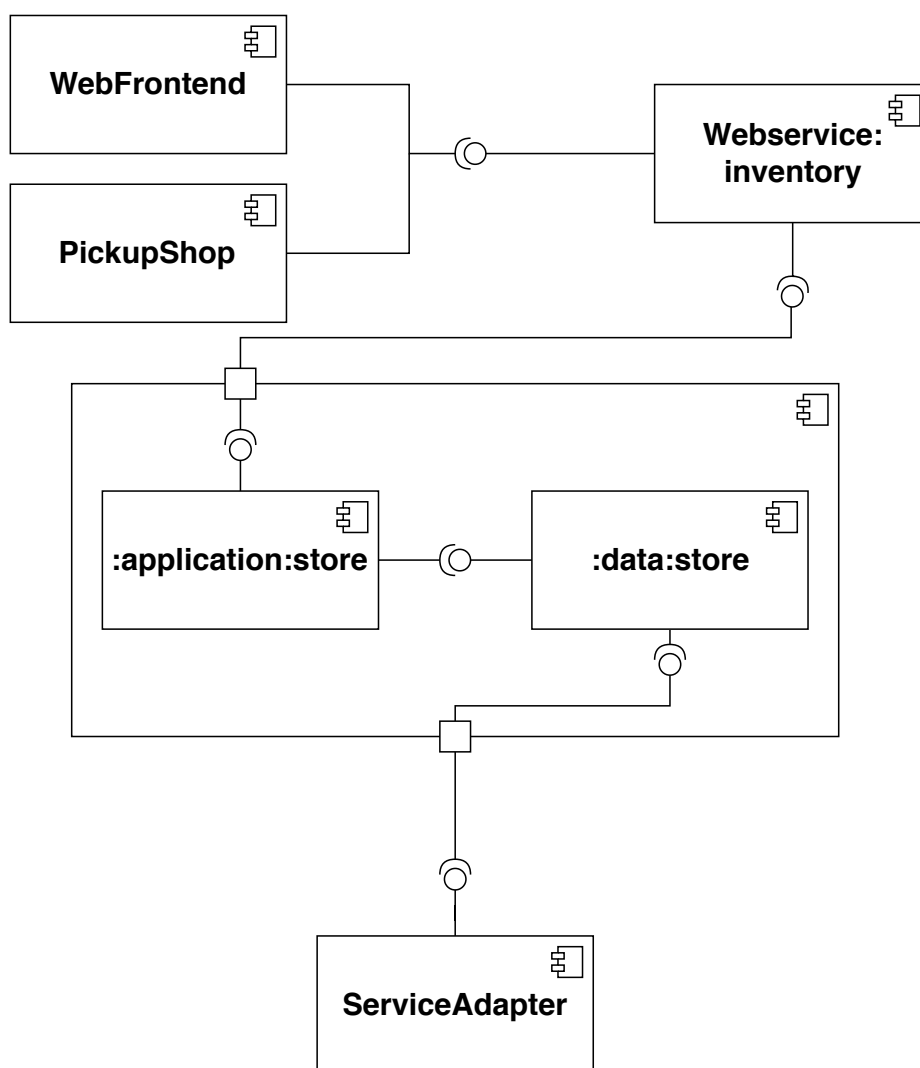 WebFrontend
Webservice:
inventory
PickupShop
:application:store
:data:store
ServiceAdapter